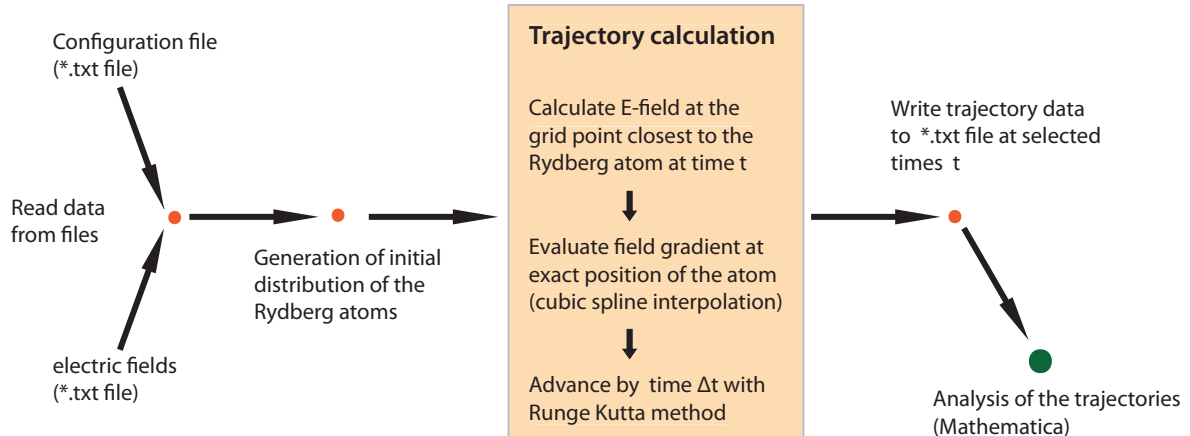 Configuration file
(*.txt file)
Read data
from files
electric fields
(*.txt file)
Generation of initial
distribution of the
Rydberg atoms
Trajectory calculation
Calculate E-field at the
grid point closest to the
Rydberg atom at time t
Evaluate field gradient at
exact position of the atom
(cubic spline interpolation)
Advance by time Δt with
Runge Kutta method
Write trajectory data
to *.txt file at selected
times t
Analysis of the trajectories
(Mathematica)